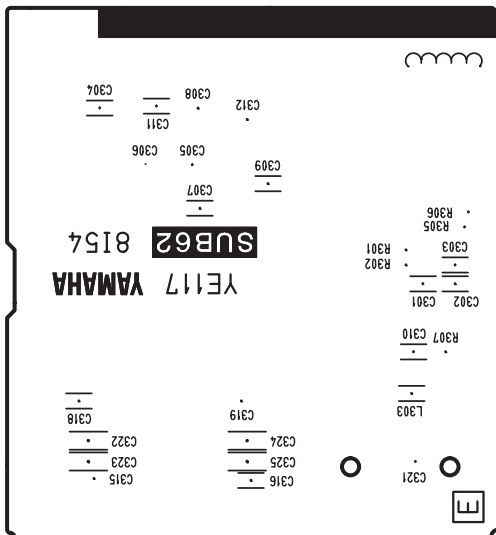 E
C321
C316
C315
C325
C323
C324
C322
L303
C319
C318
R307
C310
C302
C301
YE117 YAMAHA
R302
C303
R301
SUB62 8154
R305
R306
C307
C309
C305
C306
C311
C312
C308
C304